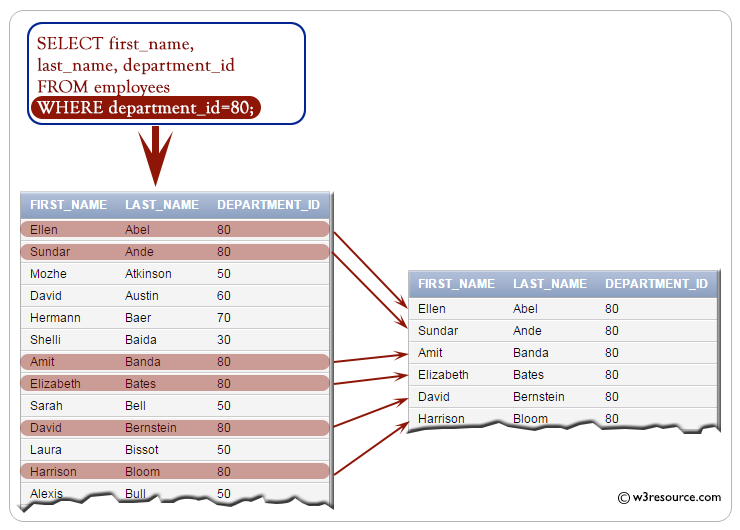 SELECT first_name,
last_name, department_id
FROM employees
WHERE department_id=80;
FIRST_NAME LAST_NAME DEPARTMENT_ID
Ellen Abel 80
Sundar Ande 80
Mozhe Atkinson 50
David Austin 60
Hermann Baer 70
Shelli Baida 30
Amit Banda 80
Elizabeth Bates 80
Sarah Bell 50
David Bernstein 80
Laura Bissot 50
Harrison Bloom 80
Alexis Bull 50
FIRST_NAME LAST_NAME DEPARTMENT_ID
Ellen Abel 80
Sundar Ande 80
Amit Banda 80
Elizabeth Bates 80
David Bernstein 80
Harrison Bloom 80
© w3resource.com